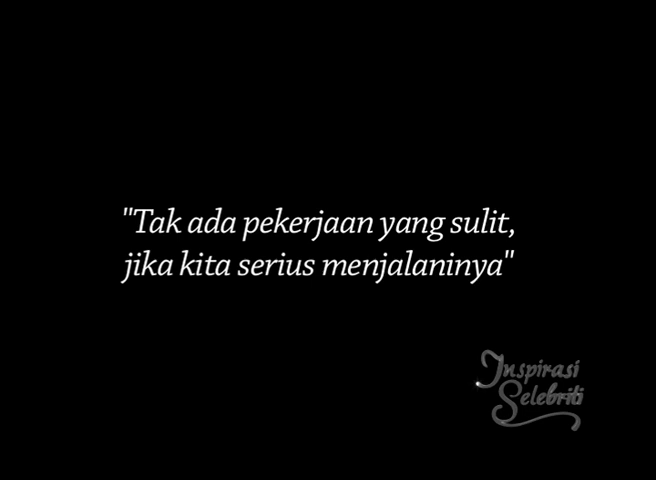 "Tak ada pekerjaan yang sulit,
jika kita serius menjalaninya"
Inspirasi
Selebriti